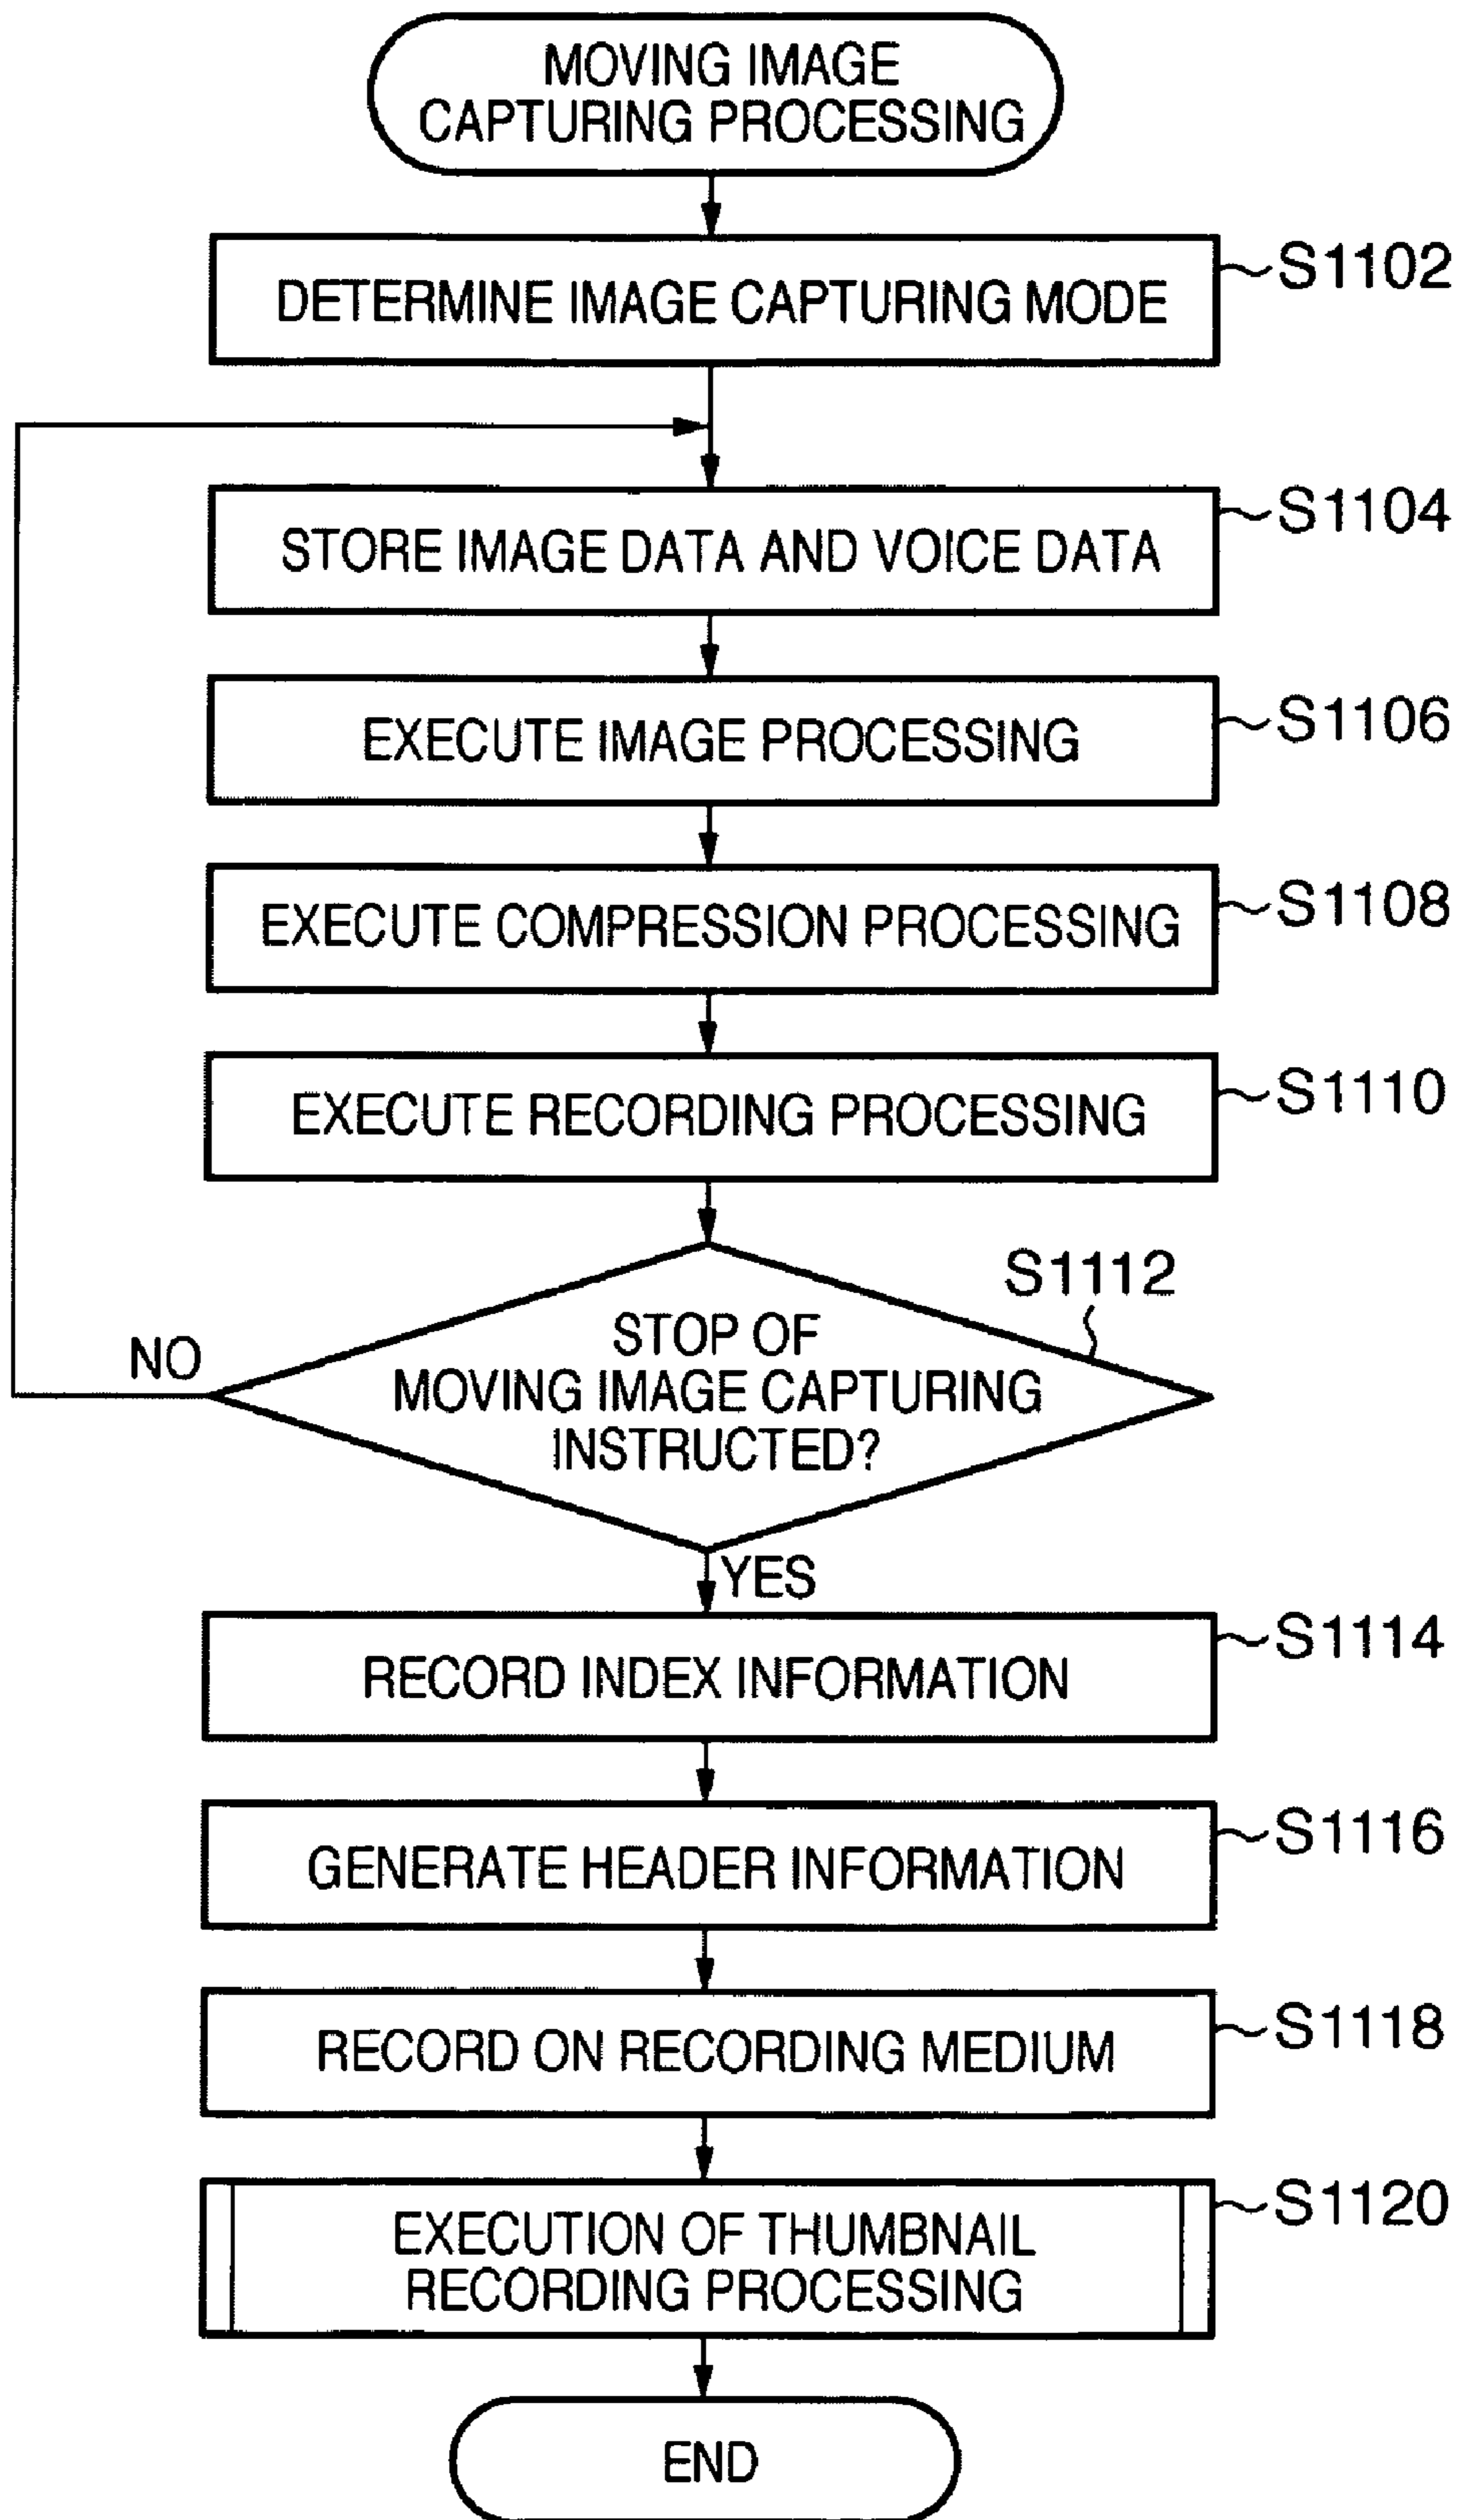 MOVING IMAGE
CAPTURING PROCESSING
DETERMINE IMAGE CAPTURING MODE
S1102
STORE IMAGE DATA AND VOICE DATA
S1104
EXECUTE IMAGE PROCESSING
S1106
EXECUTE COMPRESSION PROCESSING
S1108
EXECUTE RECORDING PROCESSING
S1110
S1112
STOP OF
MOVING IMAGE CAPTURING
INSTRUCTED?
NO
YES
RECORD INDEX INFORMATION
S1114
GENERATE HEADER INFORMATION
S1116
RECORD ON RECORDING MEDIUM
S1118
EXECUTION OF THUMBNAIL
RECORDING PROCESSING
S1120
END